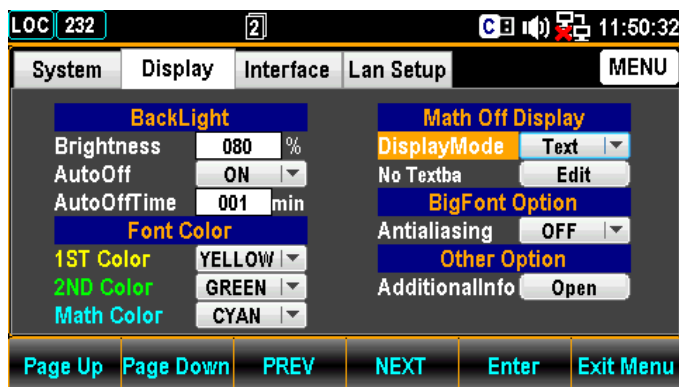 LOC 232 2 C 11:50:32
System Display Interface Lan Setup MENU
BackLight
Brightness 080 %
AutoOff ON
AutoOffTime 001 min
Font Color
1ST Color YELLOW
2ND Color GREEN
Math Color CYAN
Math Off Display
DisplayMode Text
No Textba Edit
BigFont Option
Antialiasing OFF
Other Option
AdditionalInfo Open
Page Up Page Down PREV NEXT Enter Exit Menu